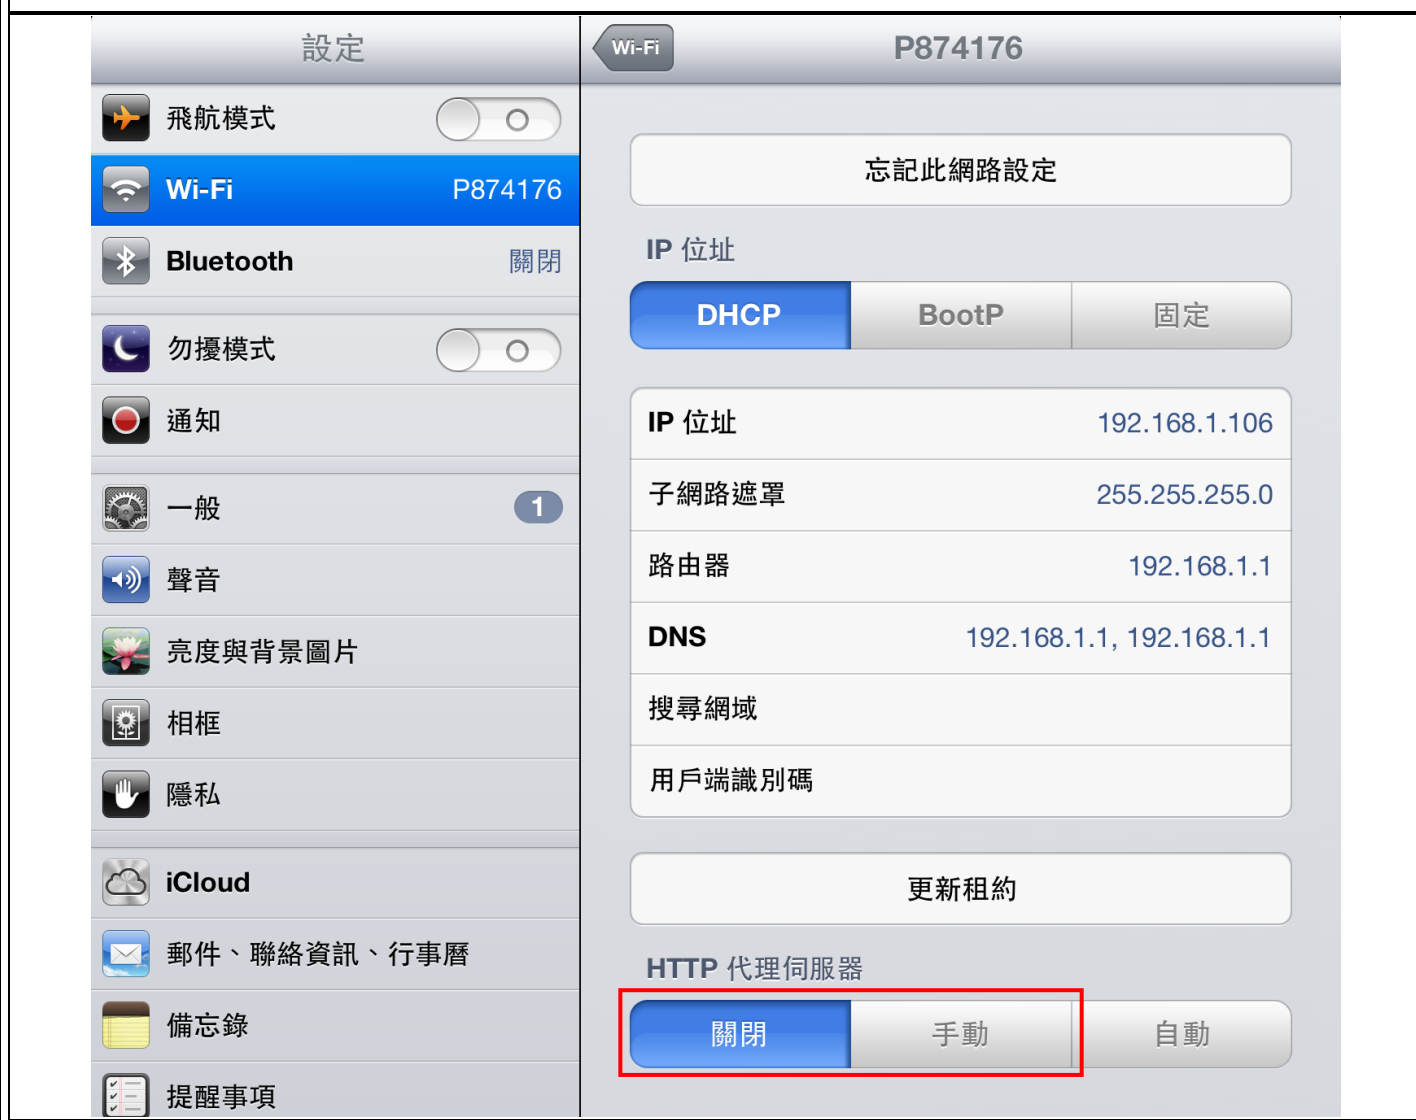 設定
飛航模式
Wi-Fi P874176
Bluetooth 關閉
勿擾模式
通知
一般 1
聲音
亮度與背景圖片
相框
隱私
iCloud
郵件、聯絡資訊、行事曆
備忘錄
提醒事項
Wi-Fi P874176
忘記此網路設定
IP 位址
DHCP BootP 固定
IP 位址 192.168.1.106
子網路遮罩 255.255.255.0
路由器 192.168.1.1
DNS 192.168.1.1, 192.168.1.1
搜尋網域
用戶端識別碼
更新租約
HTTP 代理伺服器
關閉 手動 自動